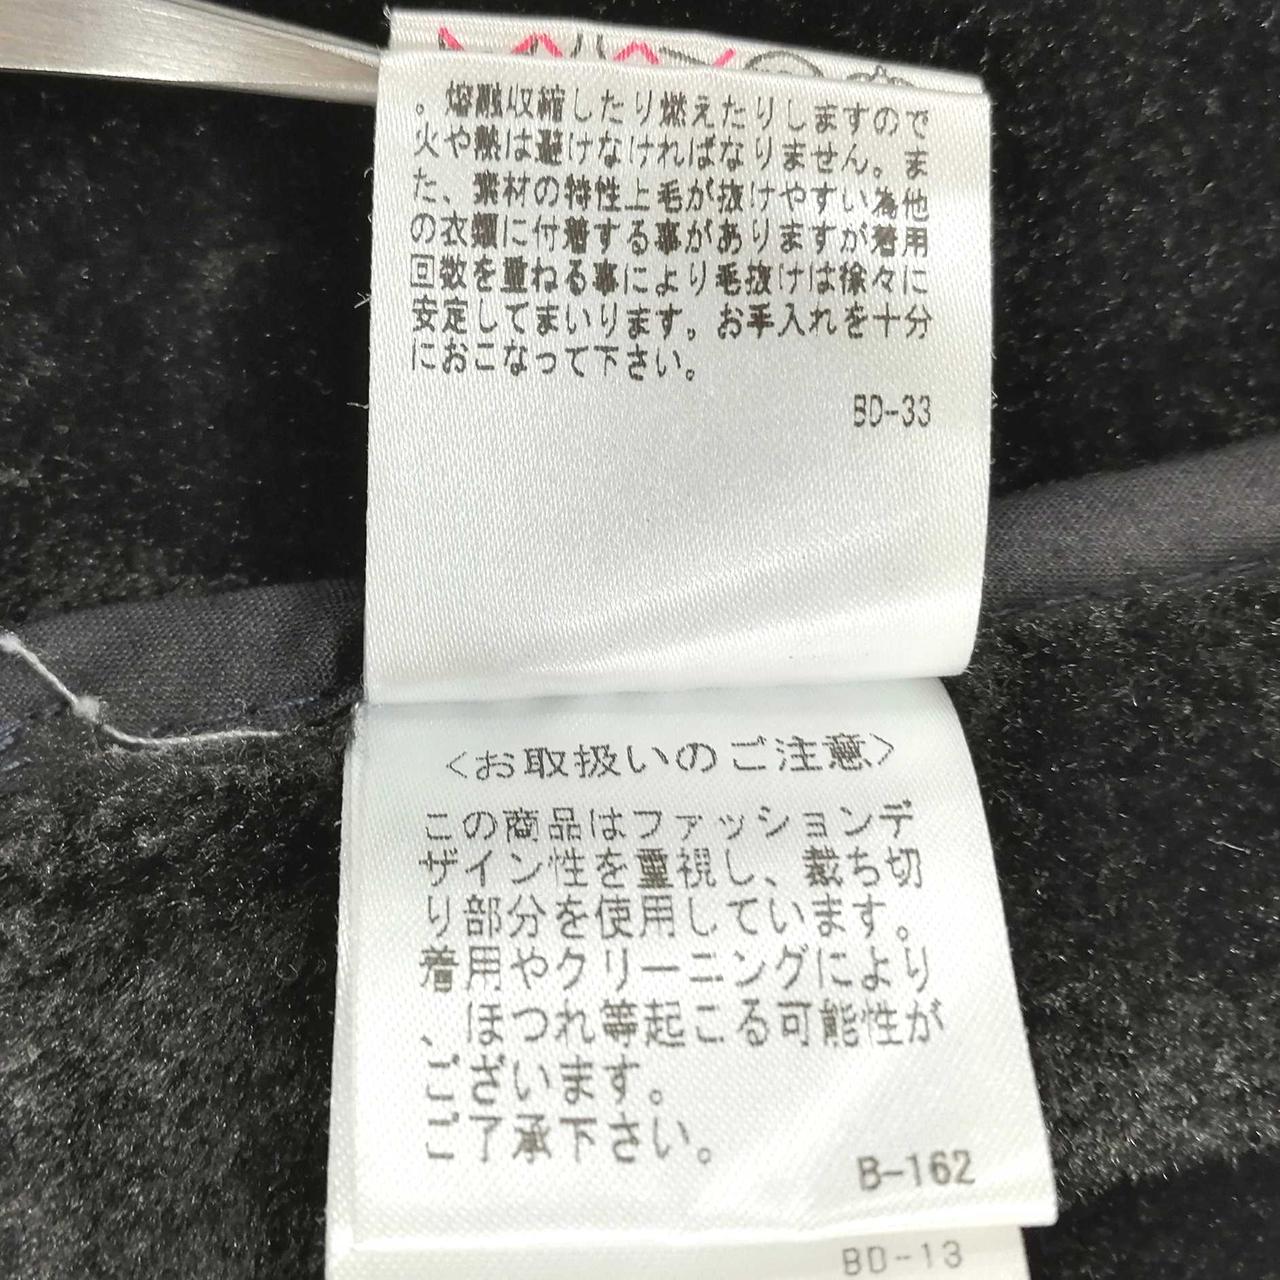 。熔融収縮したり燃えたりしますので
火や熱は避けなければなりません。ま
た、素材の特性上毛が抜けやすい為他
の衣類に付着する事がありますが着用
回数を重ねる事により毛抜けは徐々に
安定してまいります。お手入れを十分
におこなって下さい。
BD-33
<お取扱いのご注意>
この商品はファッションデ
ザイン性を重視し、裁ち切
り部分を使用しています。
着用やクリーニングにより
、ほつれ等起こる可能性が
ございます。
ご了承下さい。
B-162
BD-13